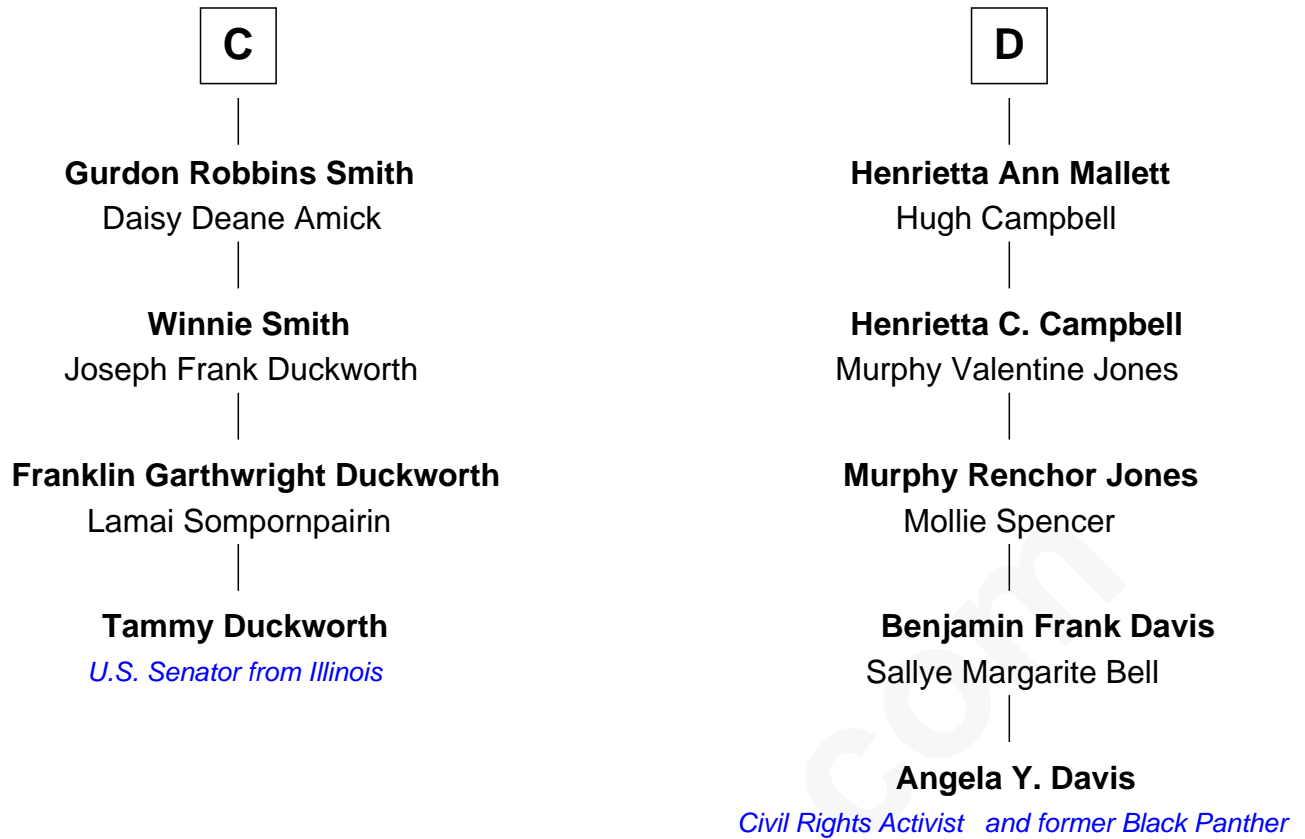 C
Gurdon Robbins Smith
Daisy Deane Amick
Winnie Smith
Joseph Frank Duckworth
Franklin Garthwright Duckworth
Lamai Sompornpairin
Tammy Duckworth
U.S. Senator from Illinois
D
Henrietta Ann Mallett
Hugh Campbell
Henrietta C. Campbell
Murphy Valentine Jones
Murphy Renchor Jones
Mollie Spencer
Benjamin Frank Davis
Sallye Margarite Bell
Angela Y. Davis
Civil Rights Activist and former Black Panther
com